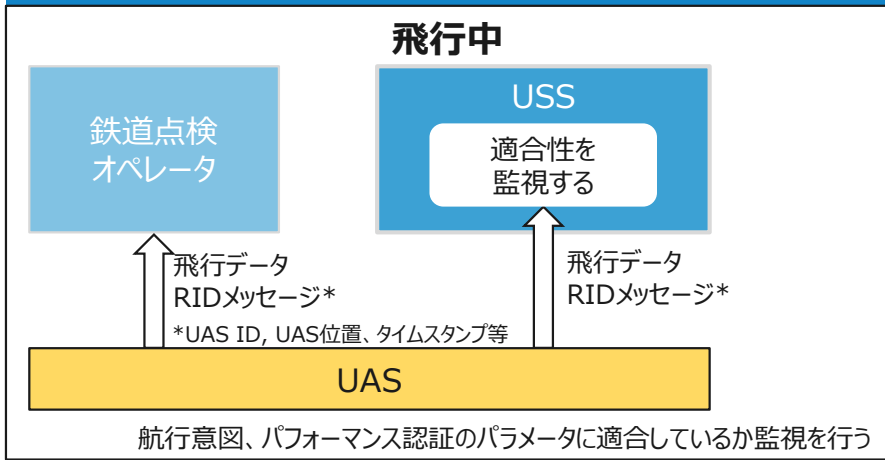 飛行中
鉄道点検
オペレータ
USS
適合性を
監視する
飛行データ
RIDメッセージ*
*UAS ID, UAS位置、タイムスタンプ等
飛行データ
RIDメッセージ*
UAS
航行意図、パフォーマンス認証のパラメータに適合しているか監視を行う